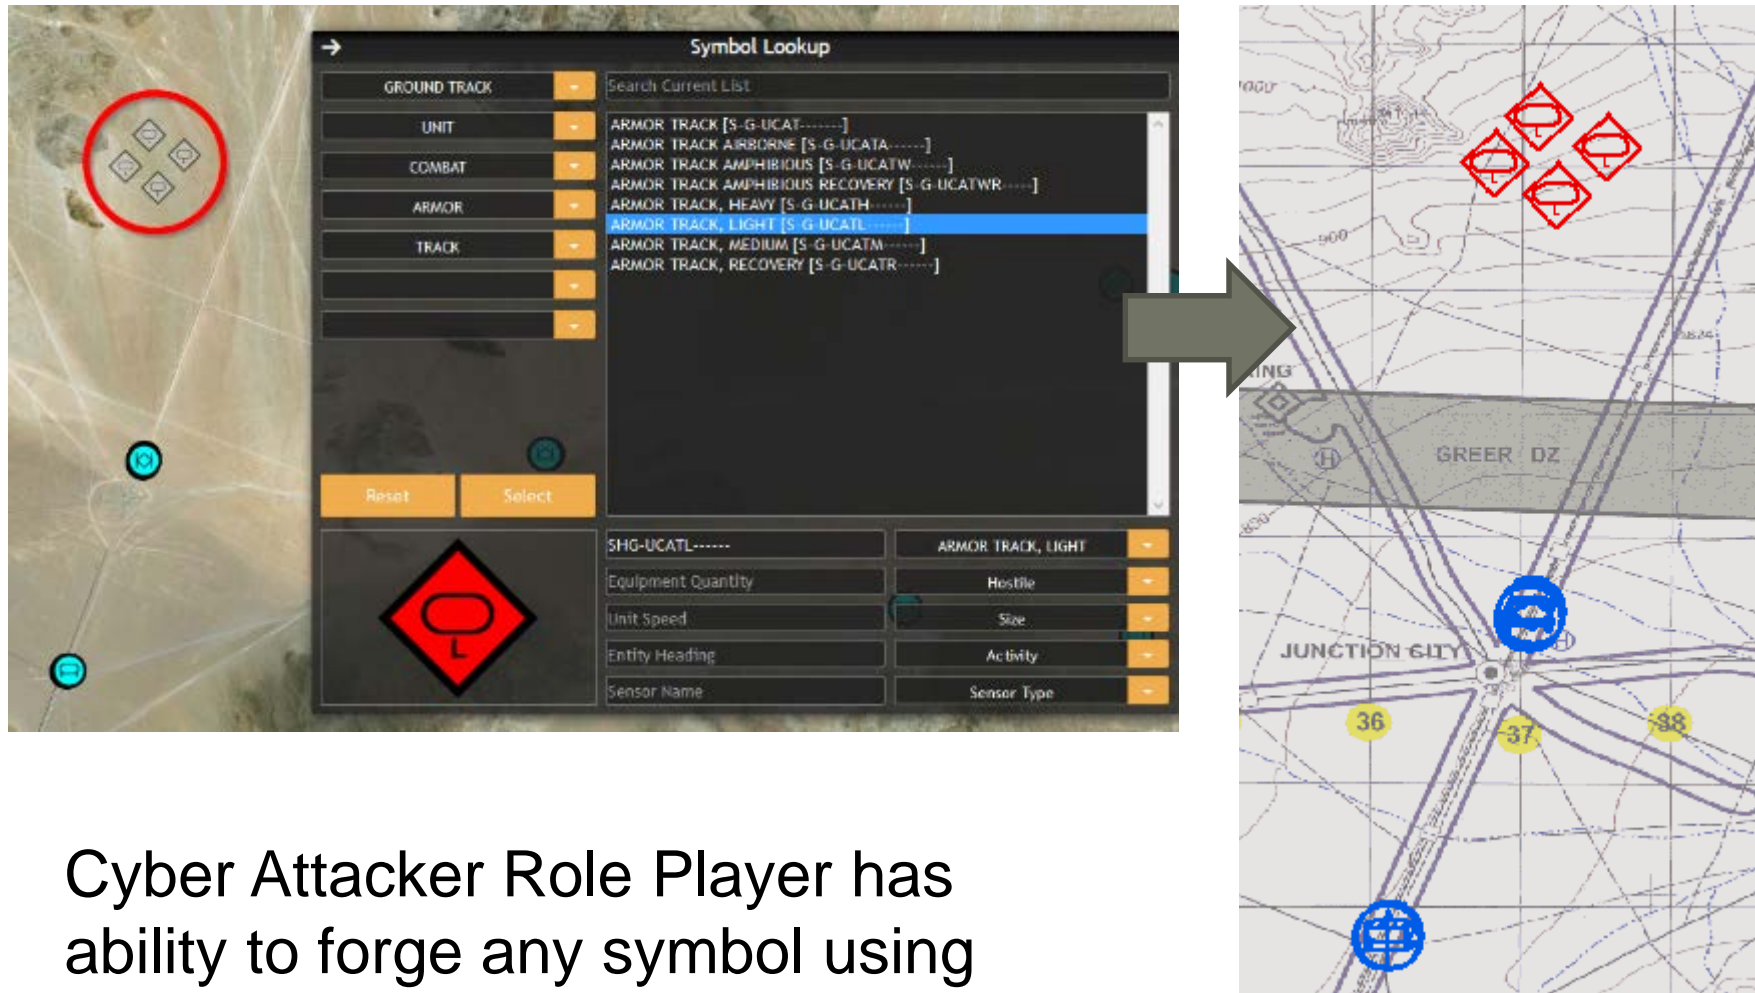 Symbol Lookup
GROUND TRACK
Search Current List
UNIT
COMBAT
ARMOR
TRACK
ARMOR TRACK [S-G-UCAT-------]
ARMOR TRACK AIRBORNE [S-G-UCATA------]
ARMOR TRACK AMPHIBIOUS [S-G-UCATW------]
ARMOR TRACK AMPHIBIOUS RECOVERY [S-G-UCATWR-----]
ARMOR TRACK, HEAVY [S-G-UCATH------]
ARMOR TRACK, LIGHT [S-G-UCATL------]
ARMOR TRACK, MEDIUM [S-G-UCATM------]
ARMOR TRACK, RECOVERY [S-G-UCATR------]
Reset
Select
L
SHG-UCATL------
ARMOR TRACK, LIGHT
Equipment Quantity
Hostile
Unit Speed
Size
Entity Heading
Activity
Sensor Name
Sensor Type
L
L
L
L
900
GREER DZ
H
JUNCTION CITY
H
36
37
38
Cyber Attacker Role Player has
ability to forge any symbol using